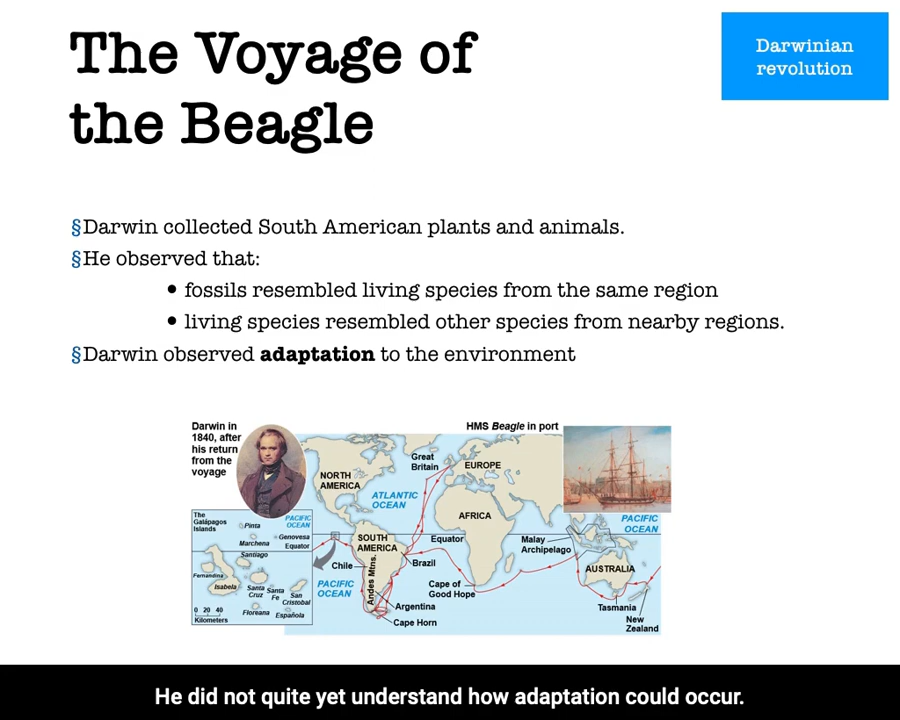 The Voyage of
the Beagle
Darwinian
revolution
§Darwin collected South American plants and animals.
§He observed that:
• fossils resembled living species from the same region
• living species resembled other species from nearby regions.
§Darwin observed adaptation to the environment
Darwin in
1840, after
his return
from the
voyage
HMS Beagle in port
Great
Britain
EUROPE
NORTH
AMERICA
ATLANTIC
OCEAN
AFRICA
The
Galápagos
Islands
PACIFIC
OCEAN
Pinta
Genovesa
Marchena
Equator
Santiago
Fernandina
Isabela
Santa
Cruz
Santa
Fe
San
Cristobal
Floreana
Española
0 20 40
Kilometers
SOUTH
AMERICA
Equator
Malay
Archipelago
PACIFIC
OCEAN
Chile
Brazil
AUSTRALIA
PACIFIC
OCEAN
Andes Mtns.
Cape of
Good Hope
Argentina
Cape Horn
Tasmania
New
Zealand
He did not quite yet understand how adaptation could occur.